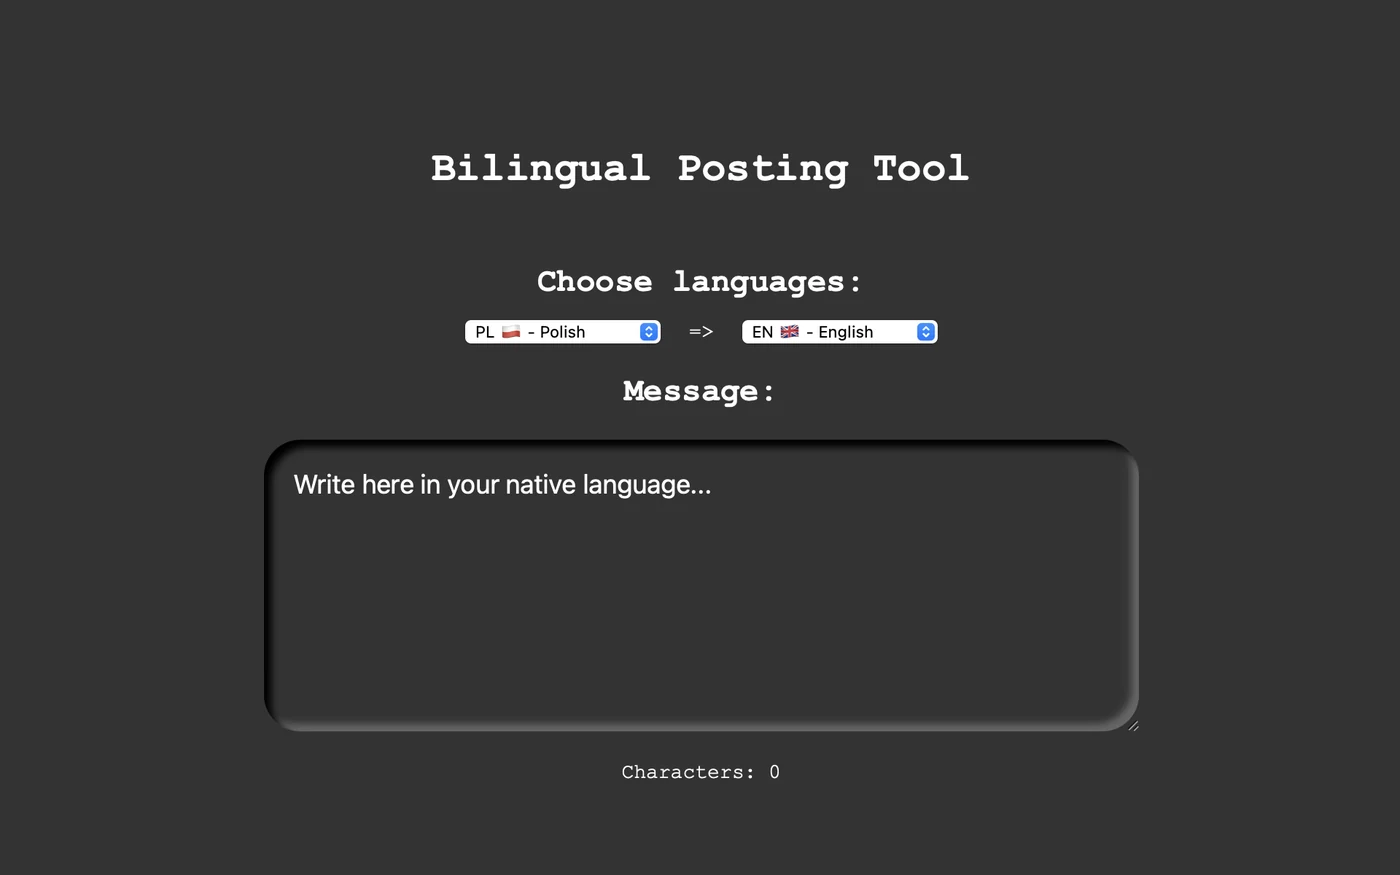 Bilingual Posting Tool
Choose languages:
PL 🇵🇱 - Polish => EN 🇬🇧 - English
Message:
Write here in your native language...
Characters: 0